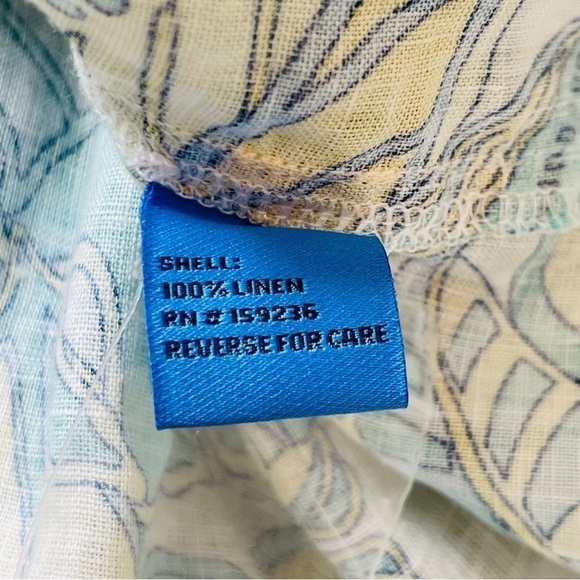 SHELL:
100% LINEN
RN # 159236
REVERSE FOR CARE